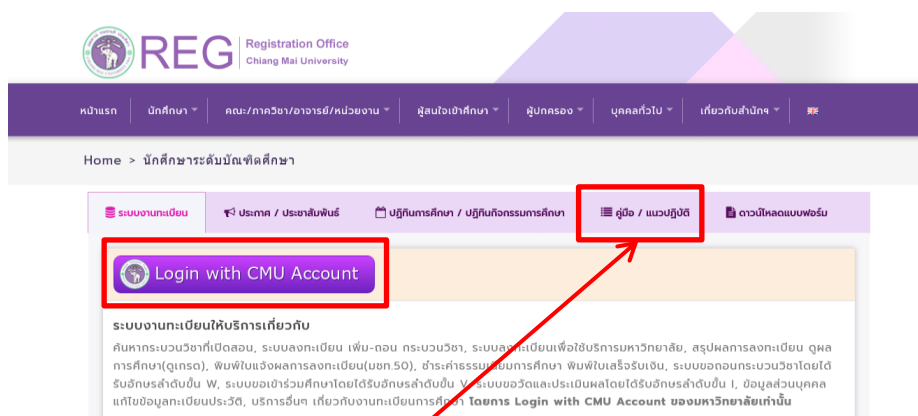 REG Registration Office
Chiang Mai University
หน้าแรก นักศึกษา คณะ/ภาควิชา/อาจารย์/หน่วยงาน ผู้สนใจเข้าศึกษา ผู้ปกครอง บุคคลทั่วไป เกี่ยวกับสำนักฯ
Home > นักศึกษาระดับบัณฑิตศึกษา
ระบบงานทะเบียน ประกาศ / ประชาสัมพันธ์ ปฏิทินการศึกษา / ปฏิทินกิจกรรมการศึกษา คู่มือ / แนวปฏิบัติ ดาวน์โหลดแบบฟอร์ม
Login with CMU Account
ระบบงานทะเบียนให้บริการเกี่ยวกับ
ค้นหากระบวนวิชาที่เปิดสอน, ระบบลงทะเบียน เพิ่ม-ถอน กระบวนวิชา, ระบบลงทะเบียนเพื่อใช้บริการมหาวิทยาลัย, สรุปผลการลงทะเบียน ดูผล
การศึกษา(ดูเกรด), พิมพ์ใบแจ้งผลการลงทะเบียน(มชท.50), ชำระค่าธรรมเนียมการศึกษา พิมพ์ใบเสร็จรับเงิน, ระบบขอถอนกระบวนวิชาโดยได้
รับอักษรลำดับขั้น W, ระบบขอเข้าร่วมศึกษาโดยได้รับอักษรลำดับขั้น V, ระบบขอวัดและประเมินผลโดยได้รับอักษรลำดับขั้น I, ข้อมูลส่วนบุคคล
แก้ไขข้อมูลทะเบียนประวัติ, บริการอื่นๆ เกี่ยวกับงานทะเบียนการศึกษา โดยการ Login with CMU Account ของมหาวิทยาลัยเท่านั้น